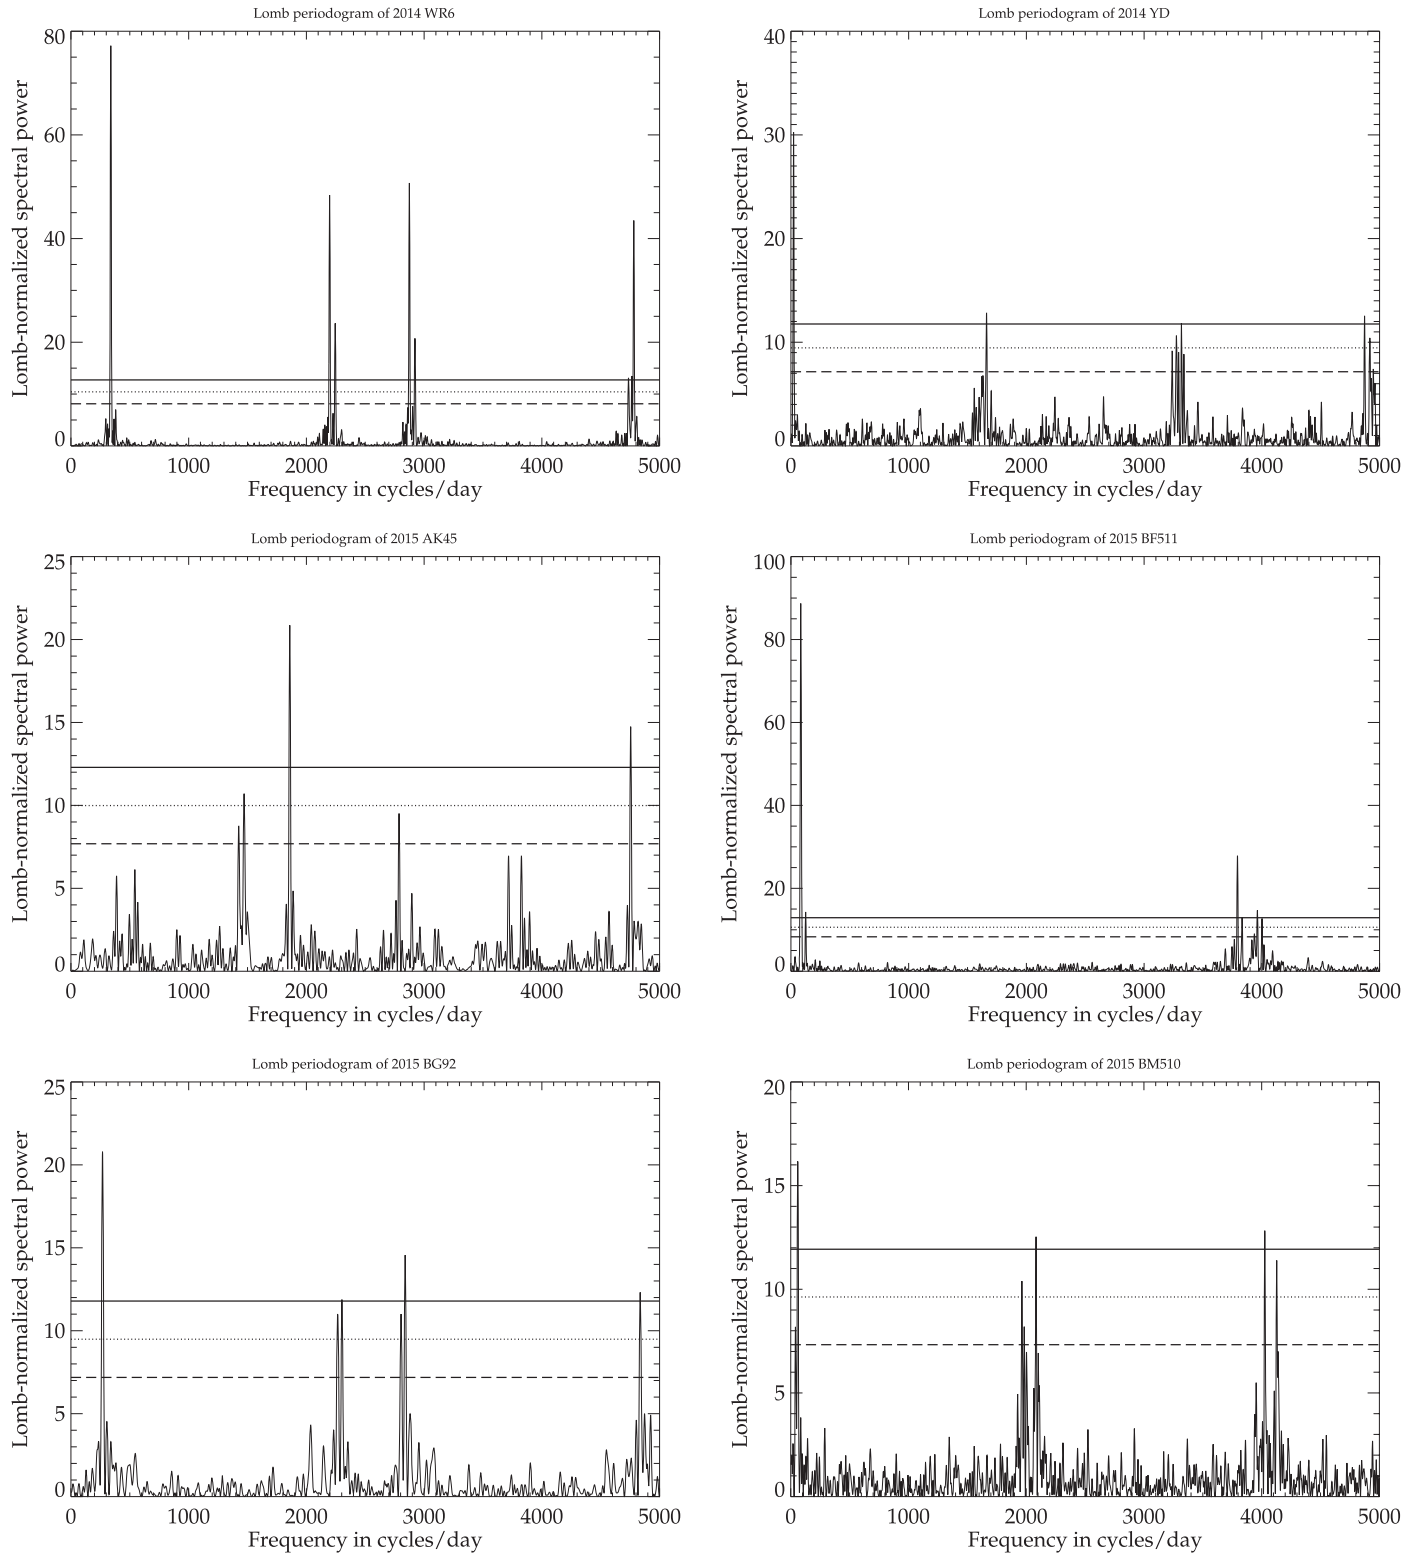 Lomb periodogram of 2014 WR6
Lomb-normalized spectral power
80
60
40
20
0
0 1000 2000 3000 4000 5000
Frequency in cycles/day
Lomb periodogram of 2014 YD
Lomb-normalized spectral power
40
30
20
10
0
0 1000 2000 3000 4000 5000
Frequency in cycles/day
Lomb periodogram of 2015 AK45
Lomb-normalized spectral power
25
20
15
10
5
0
0 1000 2000 3000 4000 5000
Frequency in cycles/day
Lomb periodogram of 2015 BF511
Lomb-normalized spectral power
100
80
60
40
20
0
0 1000 2000 3000 4000 5000
Frequency in cycles/day
Lomb periodogram of 2015 BG92
Lomb-normalized spectral power
25
20
15
10
5
0
0 1000 2000 3000 4000 5000
Frequency in cycles/day
Lomb periodogram of 2015 BM510
Lomb-normalized spectral power
20
15
10
5
0
0 1000 2000 3000 4000 5000
Frequency in cycles/day